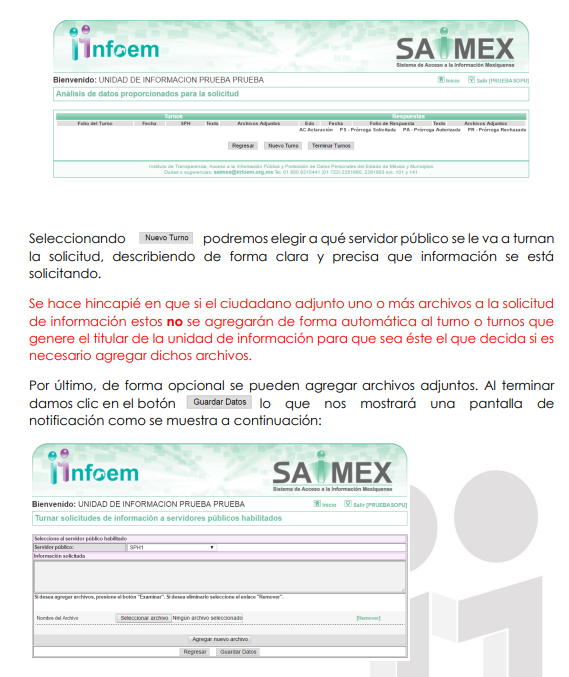 infoem
SAIMEX
Sistema de Acceso a la Información Mexiquense
Bienvenido: UNIDAD DE INFORMACION PRUEBA PRUEBA
Inicio Salir [PRUEBASOPU]
Análisis de datos proporcionados para la solicitud
Turnos Respuestas
Folio del Turno Fecha SPH Texto Archivos Adjuntos Edo Fecha Folio de Respuesta Texto Archivos Adjuntos
AC Aclaración PS - Prórroga Solicitada PA - Prórroga Autorizada PR - Prórroga Rechazada
Regresar Nuevo Turno Terminar Turnos
Instituto de Transparencia, Acceso a la Información Pública y Protección de Datos Personales del Estado de México y Municipios
Dudas o sugerencias: saimex@infoem.org.mx Tel. 01 800 8210441 (01 722) 2261980, 2261983 ext. 101 y 141
Seleccionando Nuevo Turno podremos elegir a qué servidor público se le va a turnan
la solicitud, describiendo de forma clara y precisa que información se está
solicitando.
Se hace hincapié en que si el ciudadano adjunto uno o más archivos a la solicitud
de información estos no se agregarán de forma automática al turno o turnos que
genere el titular de la unidad de información para que sea éste el que decida si es
necesario agregar dichos archivos.
Por último, de forma opcional se pueden agregar archivos adjuntos. Al terminar
damos clic en el botón Guardar Datos lo que nos mostrará una pantalla de
notificación como se muestra a continuación:
infoem
SAIMEX
Sistema de Acceso a la Información Mexiquense
Bienvenido: UNIDAD DE INFORMACION PRUEBA PRUEBA
Inicio Salir [PRUEBASOPU]
Turnar solicitudes de información a servidores públicos habilitados
Seleccione al servidor público habilitado
Servidor público: SPH1
Información solicitada
Si desea agregar archivos, presione el botón "Examinar". Si desea eliminarlo seleccione el enlace "Remover".
Nombre del Archivo Seleccionar archivo Ningún archivo seleccionado [Remover]
Agregar nuevo archivo
Regresar Guardar Datos